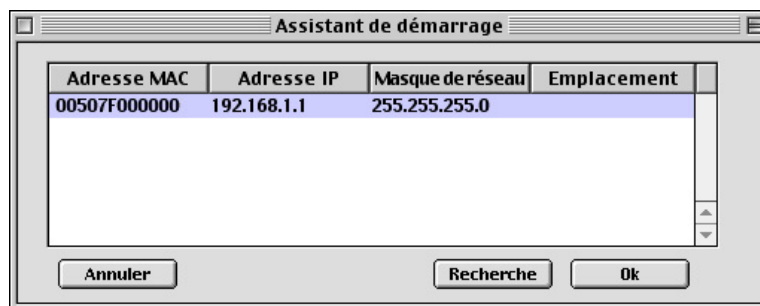 Assistant de démarrage
Adresse MAC Adresse IP Masque de réseau Emplacement
00507F000000 192.168.1.1 255.255.255.0
Annuler Recherche Ok